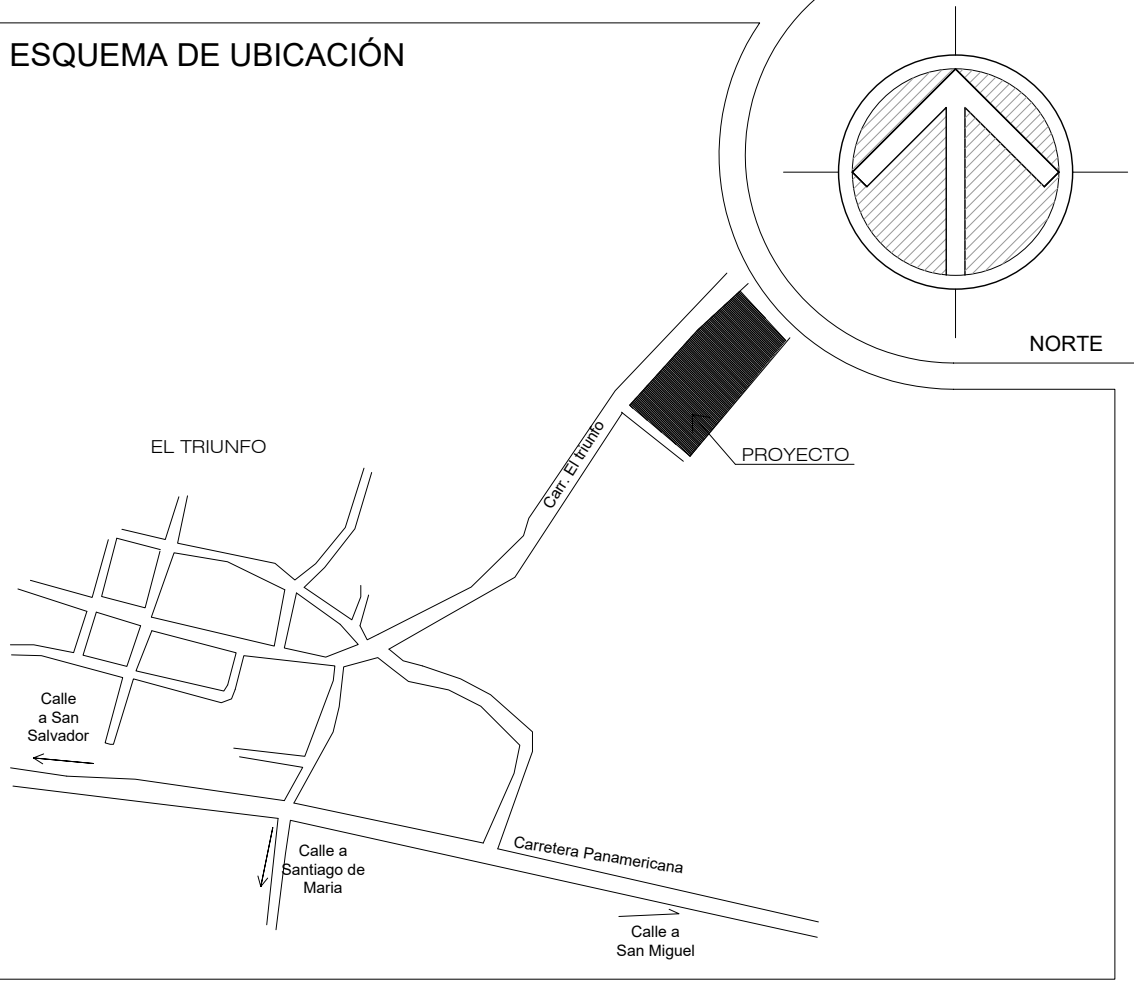 ESQUEMA DE UBICACIÓN
NORTE
EL TRIUNFO
Carr. El triunfo
PROYECTO
Calle
a San
Salvador
Calle a
Santiago de
Maria
Carretera Panamericana
Calle a
San Miguel